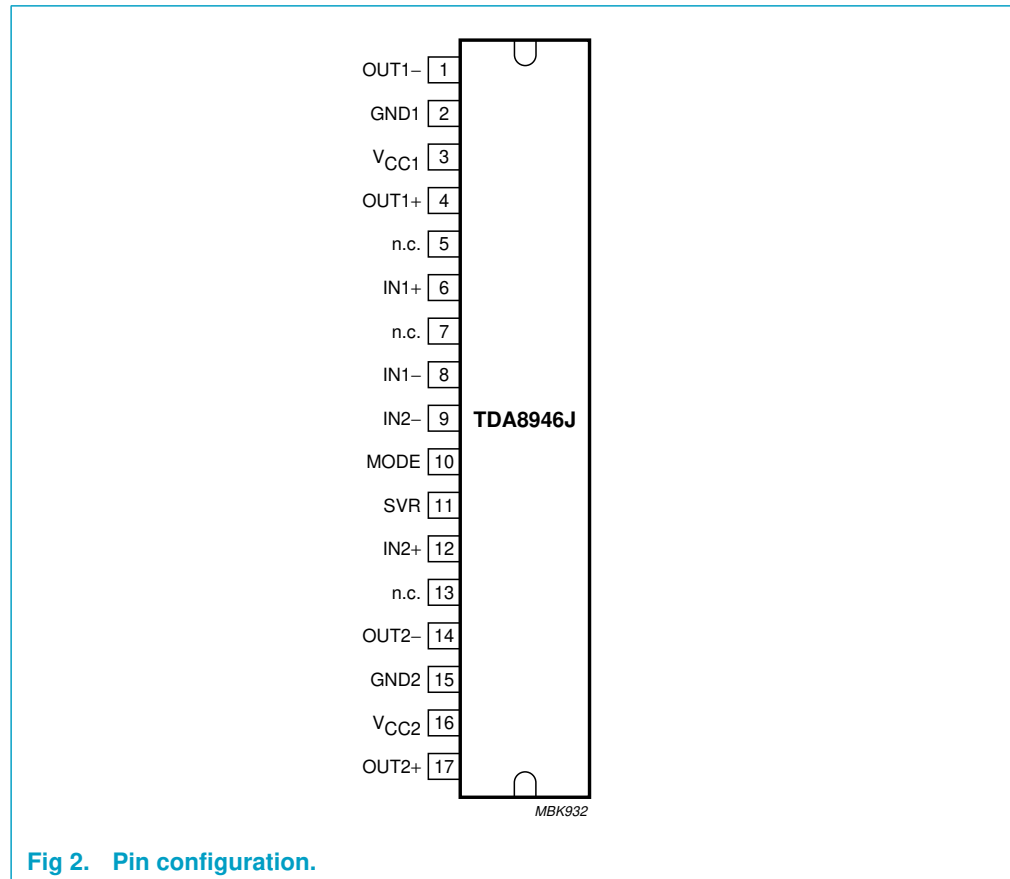 OUT1− 1
GND1 2
VCC1 3
OUT1+ 4
n.c. 5
IN1+ 6
n.c. 7
IN1− 8
IN2− 9 TDA8946J
MODE 10
SVR 11
IN2+ 12
n.c. 13
OUT2− 14
GND2 15
VCC2 16
OUT2+ 17
MBK932
Fig 2. Pin configuration.